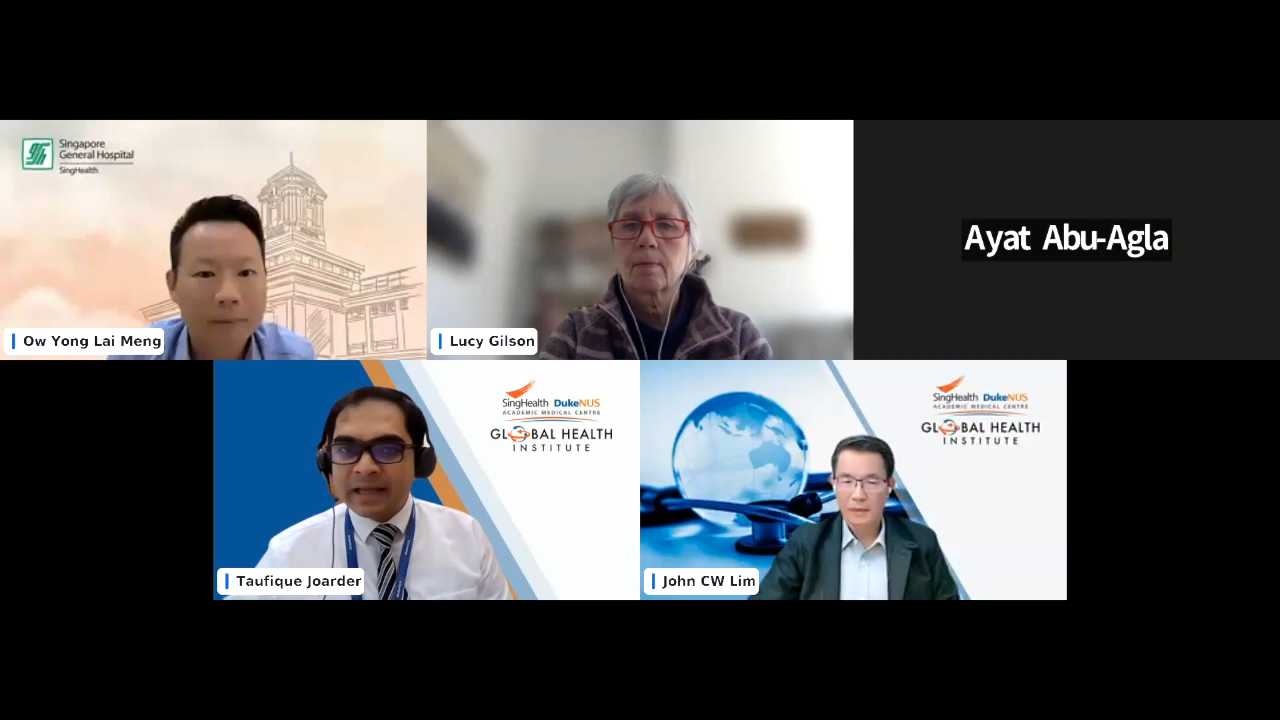 Singapore
General Hospital
SingHealth
Ayat Abu-Agla
Ow Yong Lai Meng
Lucy Gilson
SingHealth DukeNUS
ACADEMIC MEDICAL CENTRE
GLOBAL HEALTH
INSTITUTE
SingHealth DukeNUS
ACADEMIC MEDICAL CENTRE
GLOBAL HEALTH
INSTITUTE
Taufique Joarder
John CW Lim